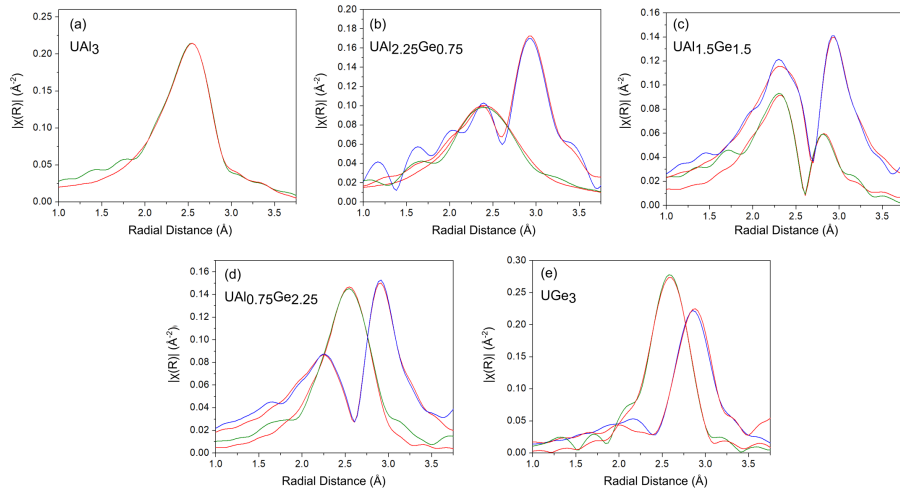 (a)
UAl3
|χ(R)| (Å-2)
0.25
0.20
0.15
0.10
0.05
0.00
1.0 1.5 2.0 2.5 3.0 3.5
Radial Distance (Å)
(b)
UAl2.25Ge0.75
|χ(R)| (Å-2)
0.20
0.18
0.16
0.14
0.12
0.10
0.08
0.06
0.04
0.02
0.00
1.0 1.5 2.0 2.5 3.0 3.5
Radial Distance (Å)
(c)
UAl1.5Ge1.5
|χ(R)| (Å-2)
0.16
0.14
0.12
0.10
0.08
0.06
0.04
0.02
0.00
1.0 1.5 2.0 2.5 3.0 3.5
Radial Distance (Å)
(d)
UAl0.75Ge2.25
|χ(R)| (Å-2)
0.16
0.14
0.12
0.10
0.08
0.06
0.04
0.02
0.00
1.0 1.5 2.0 2.5 3.0 3.5
Radial Distance (Å)
(e)
UGe3
|χ(R)| (Å-2)
0.30
0.25
0.20
0.15
0.10
0.05
0.00
1.0 1.5 2.0 2.5 3.0 3.5
Radial Distance (Å)